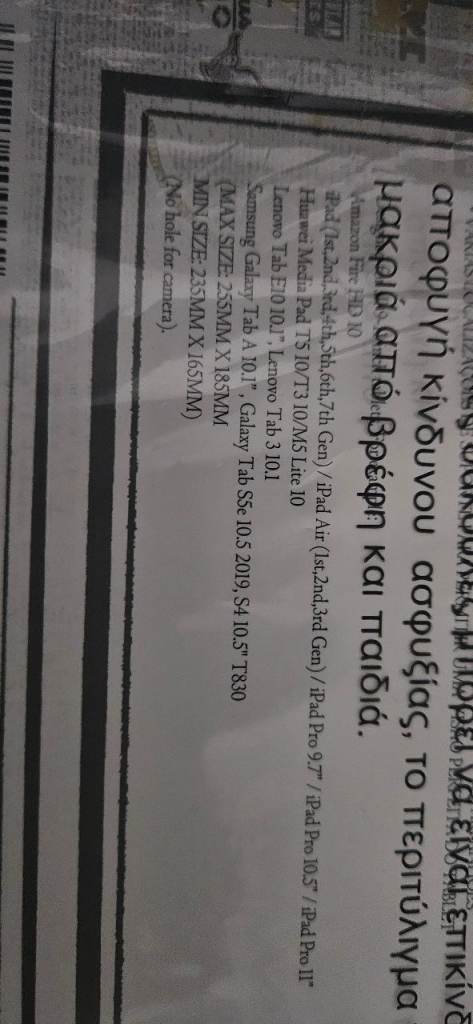 αποφυγή κίνδυνου ασφυξίας, το περιτύλιγμα
μακριά από βρέφη και παιδιά.
Amazon Fire HD 10
iPad (1st,2nd,3rd,4th,5th,6th,7th Gen) / iPad Air (1st,2nd,3rd Gen) / iPad Pro 9.7" / iPad Pro 10.5" / iPad Pro 11"
Huawei Media Pad T5 10/T3 10/M5 Lite 10
Lenovo Tab E10 10.1", Lenovo Tab 3 10.1
Samsung Galaxy Tab A 10.1" , Galaxy Tab S5e 10.5 2019, S4 10.5" T830
(MAX SIZE: 255MM X 185MM
MIN SIZE: 235MM X 165MM)
(No hole for camera).